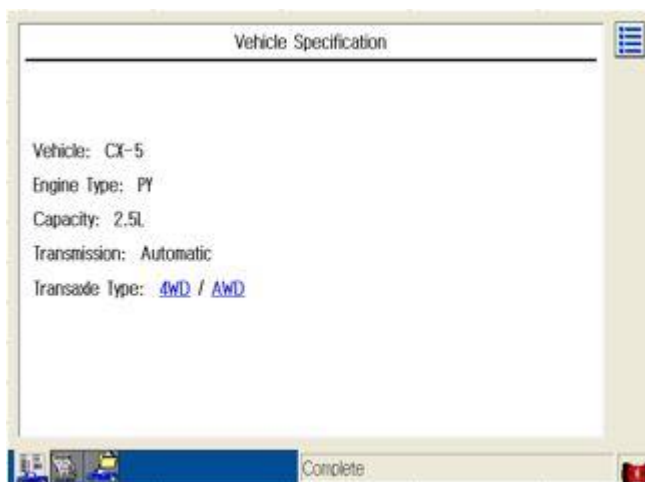 Vehicle Specification
Vehicle: CX-5
Engine Type: PY
Capacity: 2.5L
Transmission: Automatic
Transaxle Type: 4WD / AWD
Complete